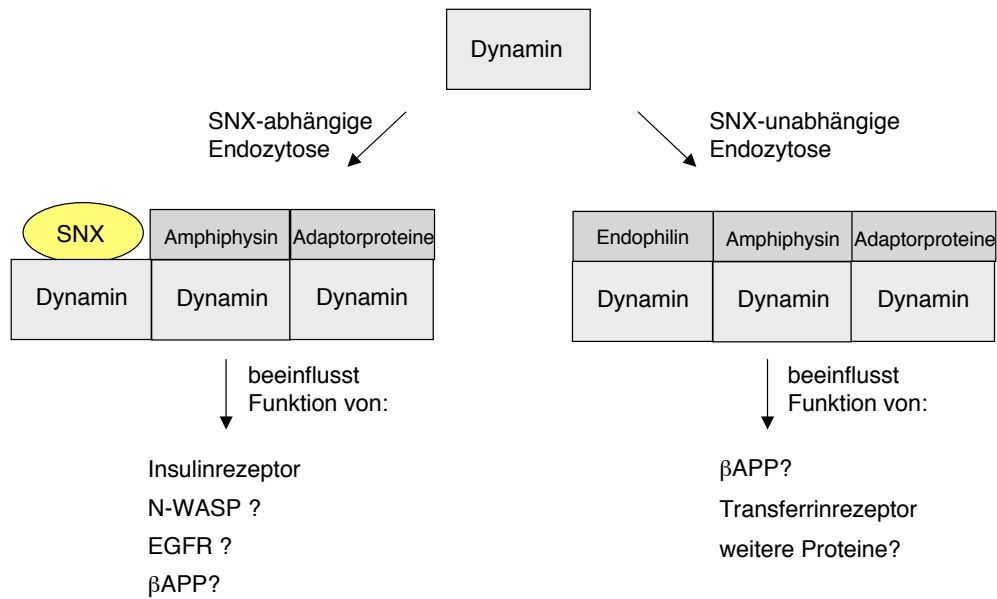 Dynamin
SNX-abhängige
Endozytose
SNX-unabhängige
Endozytose
SNX
Amphiphysin
Adaptorproteine
Dynamin
Dynamin
Dynamin
Endophilin
Amphiphysin
Adaptorproteine
Dynamin
Dynamin
Dynamin
beeinflusst
Funktion von:
Insulinrezeptor
N-WASP ?
EGFR ?
βAPP?
beeinflusst
Funktion von:
βAPP?
Transferrinrezeptor
weitere Proteine?